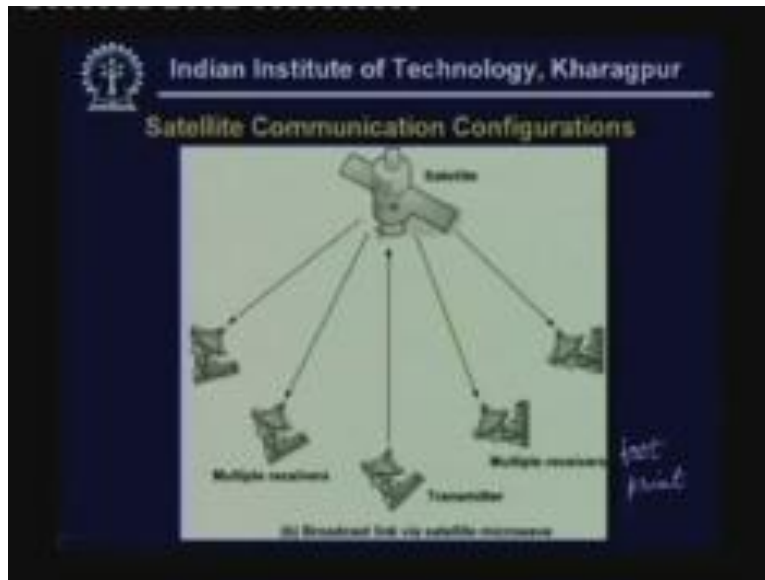 Indian Institute of Technology, Kharagpur
Satellite Communication Configurations
Satellite
Multiple receivers
Multiple receivers
Transmitter
(b) Broadcast link via satellite microwave
foot
print